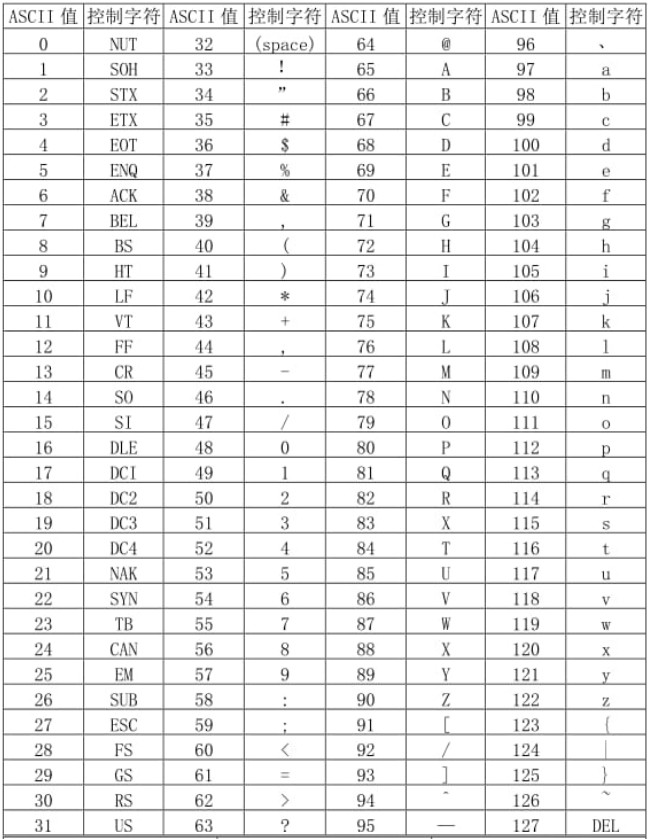 ASCII 值 控制字符 ASCII 值 控制字符 ASCII 值 控制字符 ASCII 值 控制字符
0 NUT 32 (space) 64 @ 96 、
1 SOH 33 ! 65 A 97 a
2 STX 34 ” 66 B 98 b
3 ETX 35 # 67 C 99 c
4 EOT 36 $ 68 D 100 d
5 ENQ 37 % 69 E 101 e
6 ACK 38 & 70 F 102 f
7 BEL 39 , 71 G 103 g
8 BS 40 ( 72 H 104 h
9 HT 41 ) 73 I 105 i
10 LF 42 * 74 J 106 j
11 VT 43 + 75 K 107 k
12 FF 44 , 76 L 108 l
13 CR 45 - 77 M 109 m
14 SO 46 . 78 N 110 n
15 SI 47 / 79 O 111 o
16 DLE 48 0 80 P 112 p
17 DCI 49 1 81 Q 113 q
18 DC2 50 2 82 R 114 r
19 DC3 51 3 83 X 115 s
20 DC4 52 4 84 T 116 t
21 NAK 53 5 85 U 117 u
22 SYN 54 6 86 V 118 v
23 TB 55 7 87 W 119 w
24 CAN 56 8 88 X 120 x
25 EM 57 9 89 Y 121 y
26 SUB 58 : 90 Z 122 z
27 ESC 59 ; 91 [ 123 {
28 FS 60 < 92 / 124 |
29 GS 61 = 93 ] 125 }
30 RS 62 > 94 ^ 126 ~
31 US 63 ? 95 — 127 DEL